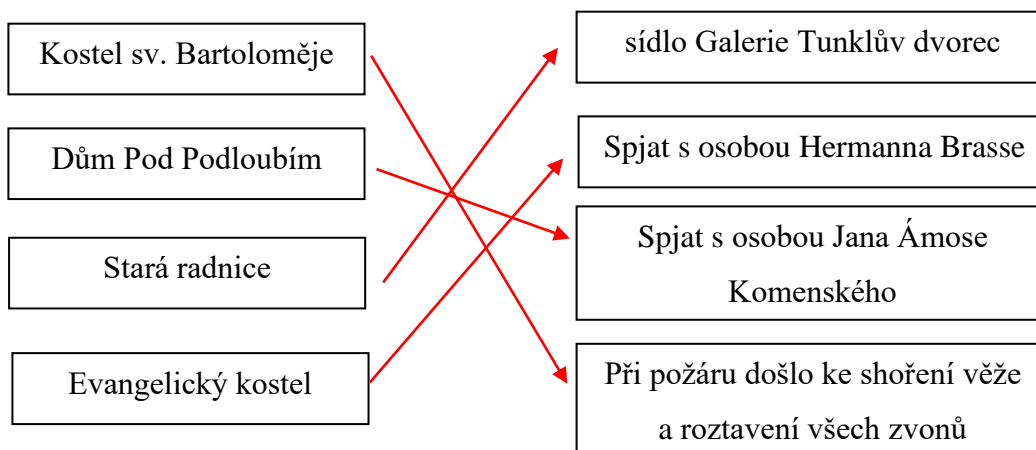 Kostel sv. Bartoloměje
Dům Pod Podloubím
Stará radnice
Evangelický kostel
sídlo Galerie Tunklův dvorec
Spjat s osobou Hermanna Brasse
Spjat s osobou Jana Ámose
Komenského
Při požáru došlo ke shoření věže
a roztavení všech zvonů